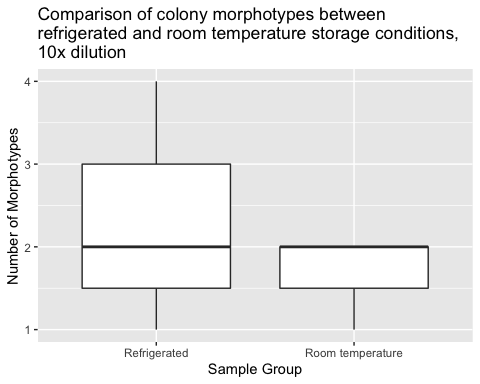 Comparison of colony morphotypes between
refrigerated and room temperature storage conditions,
10x dilution
Number of Morphotypes
4
3
2
1
Refrigerated
Room temperature
Sample Group